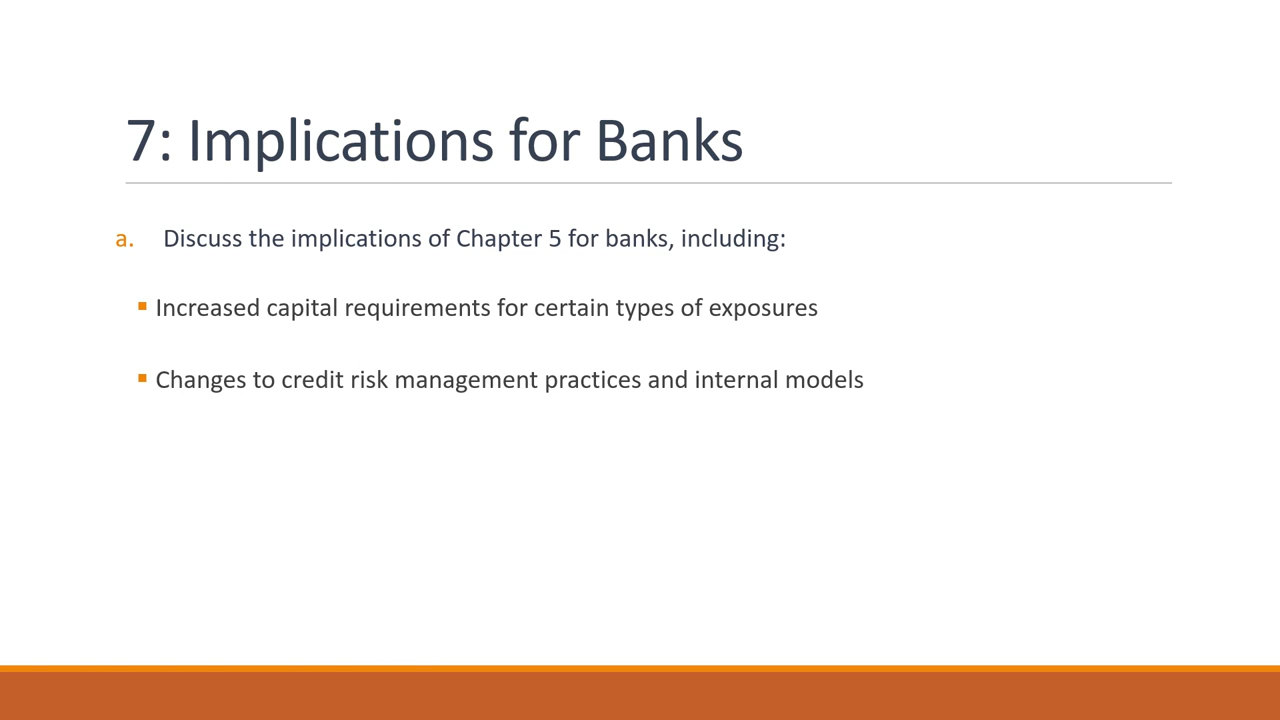 7: Implications for Banks
a. Discuss the implications of Chapter 5 for banks, including:
▪ Increased capital requirements for certain types of exposures
▪ Changes to credit risk management practices and internal models